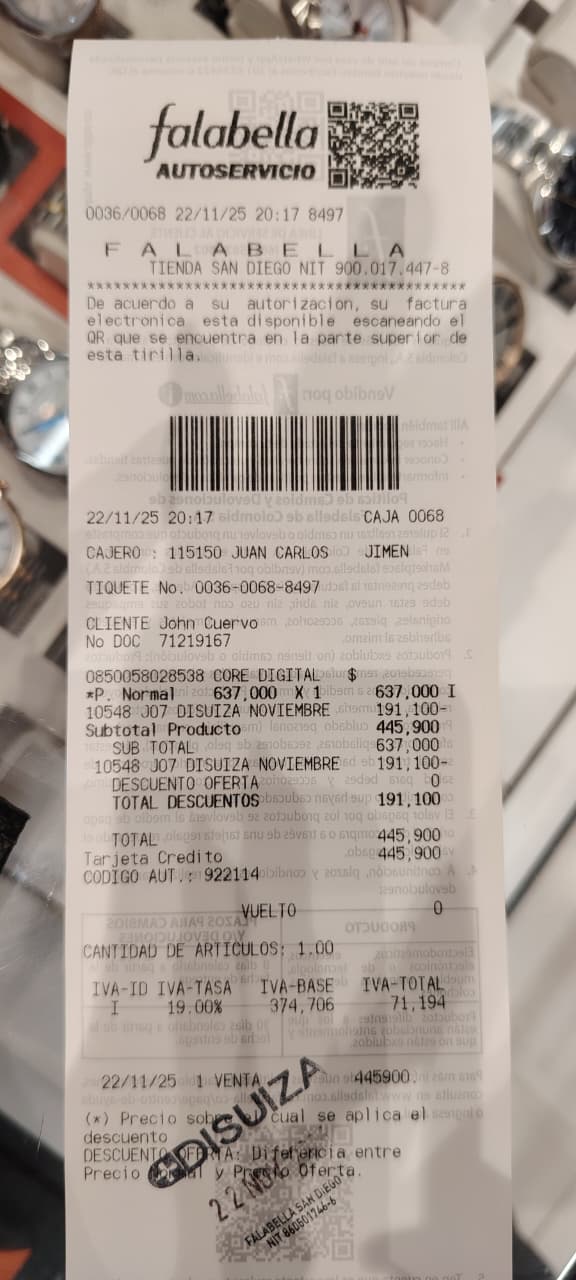 falabella
AUTOSERVICIO
0036/0068 22/11/25 20:17 8497
F A L A B E L L A
TIENDA SAN DIEGO NIT 900.017.447-8
*******************************************
De acuerdo a su autorizacion, su factura
electronica esta disponible escaneando el
QR que se encuentra en la parte superior de
esta tirilla.
22/11/25 20:17 CAJA 0068
CAJERO : 115150 JUAN CARLOS JIMEN
TIQUETE No. 0036-0068-8497
CLIENTE John Cuervo
No DOC 71219167
0850058028538 CORE DIGITAL $
*P. Normal 637,000 X 1 637,000 I
10548 J07 DISUIZA NOVIEMBRE 191,100-
Subtotal Producto 445,900
SUB TOTAL 637,000
10548 J07 DISUIZA NOVIEMBRE 191,100-
DESCUENTO OFERTA 0
TOTAL DESCUENTOS 191,100
TOTAL 445,900
Tarjeta Credito 445,900
CODIGO AUT.: 922114
VUELTO 0
CANTIDAD DE ARTICULOS: 1.00
IVA-ID IVA-TASA IVA-BASE IVA-TOTAL
I 19.00% 374,706 71,194
22/11/25 1 VENTA 445900.
(*) Precio sobre cual se aplica el
descuento
DESCUENTO OFERTA: Diferencia entre
Precio Normal y Precio Oferta.
DISUIZA
22 NOV
FALABELLA SAN DIEGO
NIT 860501746-6